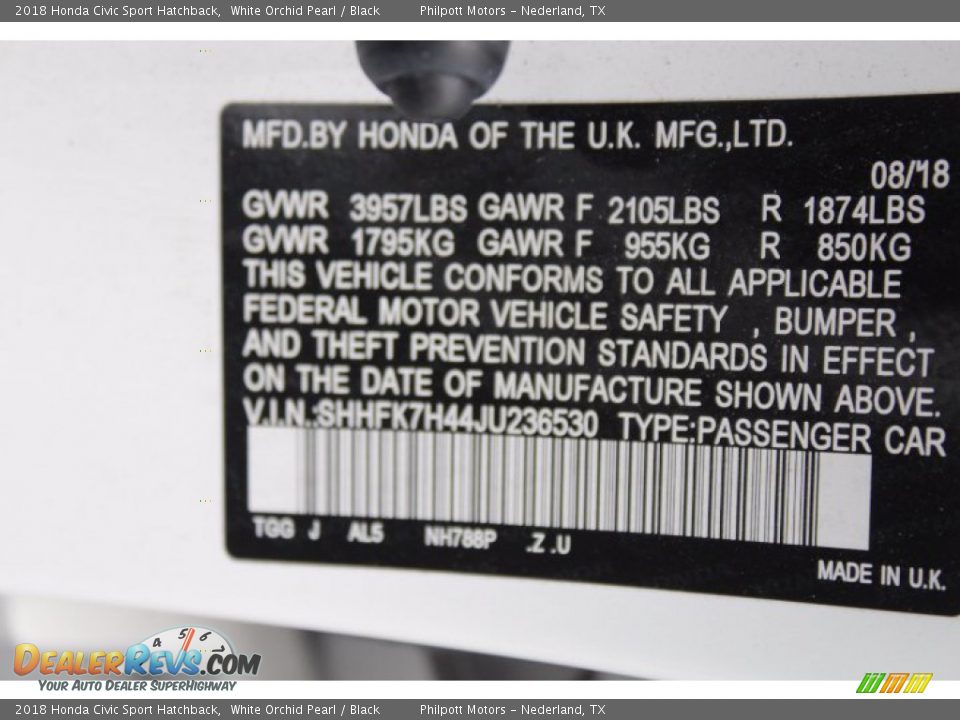 2018 Honda Civic Sport Hatchback, White Orchid Pearl / Black Philpott Motors – Nederland, TX
MFD.BY HONDA OF THE U.K. MFG.,LTD.
08/18
GVWR 3957LBS GAWR F 2105LBS R 1874LBS
GVWR 1795KG GAWR F 955KG R 850KG
THIS VEHICLE CONFORMS TO ALL APPLICABLE
FEDERAL MOTOR VEHICLE SAFETY , BUMPER ,
AND THEFT PREVENTION STANDARDS IN EFFECT
ON THE DATE OF MANUFACTURE SHOWN ABOVE.
V.I.N.:SHHFK7H44JU236530 TYPE:PASSENGER CAR
TGG J AL5 NH788P .Z .U
MADE IN U.K.
4 5 6 7
DEALERREVS.COM
YOUR AUTO DEALER SUPERHIGHWAY
2018 Honda Civic Sport Hatchback, White Orchid Pearl / Black Philpott Motors – Nederland, TX